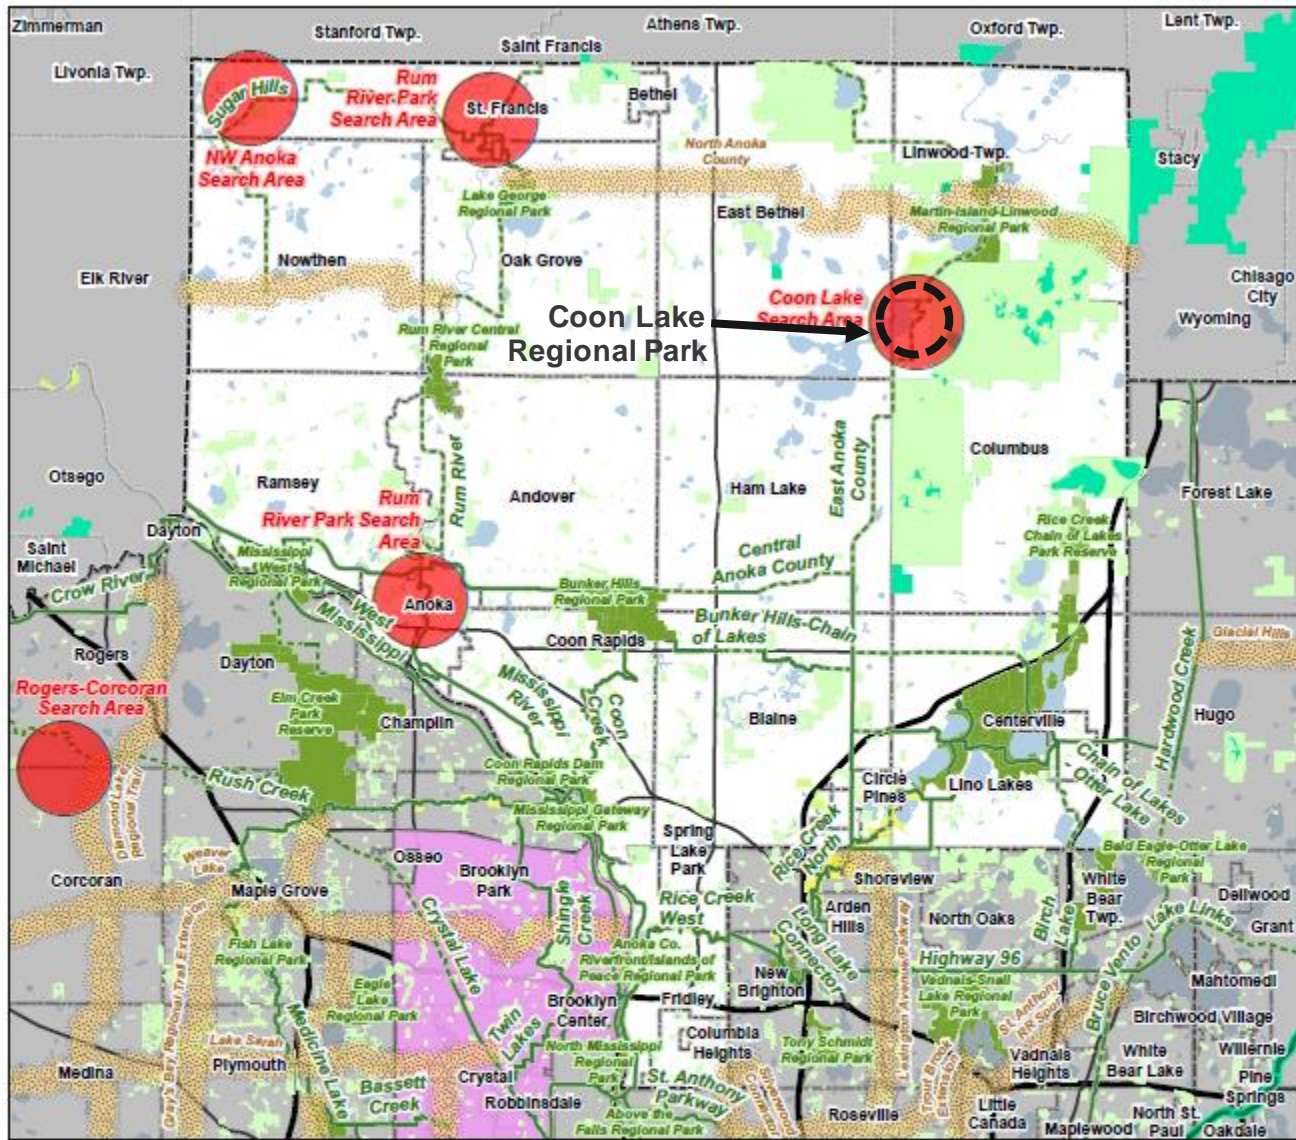 Zimmerman
Stanford Twp.
Athens Twp.
Oxford Twp.
Lent Twp.
Saint Francis
Livonia Twp.
Sugar Hills
Rum
River Park
Search Area
St. Francis
Bethel
NW Anoka
Search Area
North Anoka
County
Linwood Twp.
Stacy
Lake George
Regional Park
East Bethel
Martin-Island-Linwood
Regional Park
Elk River
Nowthen
Oak Grove
Chisago
City
Wyoming
Coon Lake
Search Area
Coon Lake
Regional Park
Rum River Central
Regional
Park
Otsego
Ramsey
Rum River
Andover
Ham Lake
East Anoka
County
Columbus
Forest Lake
Rum
River Park Search
Area
Dayton
Saint
Michael
Crow River
Mississippi
West
Regional Park
Rice Creek
Chain of Lakes
Park Reserve
Central
Anoka County
Anoka
West
Mississippi
Bunker Hills
Regional Park
Bunker Hills-Chain
of Lakes
Coon Rapids
Rogers
Dayton
Glacial Hills
Rogers-Corcoran
Search Area
Elm Creek
Park
Reserve
Champlin
Mississippi
River
Coon
Creek
Blaine
Centerville
Hardwood Creek
Hugo
Diamond Lake
Regional Trail
Rush Creek
Coon Rapids Dam
Regional Park
Mississippi Gateway
Regional Park
Circle
Pines
Lino Lakes
Chain of Lakes
- Otter Lake
Corcoran
Weaver
Lake
Maple Grove
Osseo
Brooklyn
Park
Spring
Lake
Park
Rice Creek
North
Shoreview
Bald Eagle-Otter Lake
Regional
Park
White
Bear
Twp.
Dellwood
Grant
Gray's Bay Regional Trail Extension
Fish Lake
Regional Park
Crystal Lake
Shingle
Creek
Rice Creek
West
Long Lake
Connector
Arden
Hills
North Oaks
Birch
Lake
Lake Links
Anoka Co.
Riverfront/Islands of
Peace Regional Park
Highway 96
Eagle
Lake
Regional Park
New
Brighton
Lexington Avenue/Parkway
Vadnais-Snail
Lake Regional
Park
Bruce Vento
Mahtomedi
Medicine Lake
Brooklyn
Center
Fridley
Twin
Lakes
Columbia
Heights
St. Anthony
RR Spur
Birchwood Village
Medina
Lake Sarah
Plymouth
North Mississippi
Regional
Park
Tony Schmidt
Regional Park
Vadnais
Heights
White
Bear Lake
Willernie
Pine
Springs
Bassett
Creek
Crystal
Robbinsdale
St. Anthony
Parkway
Above the
Falls Regional Park
Roseville
Trout Brook
Extension
Little
Canada
Maplewood
North St.
Paul
Oakdale